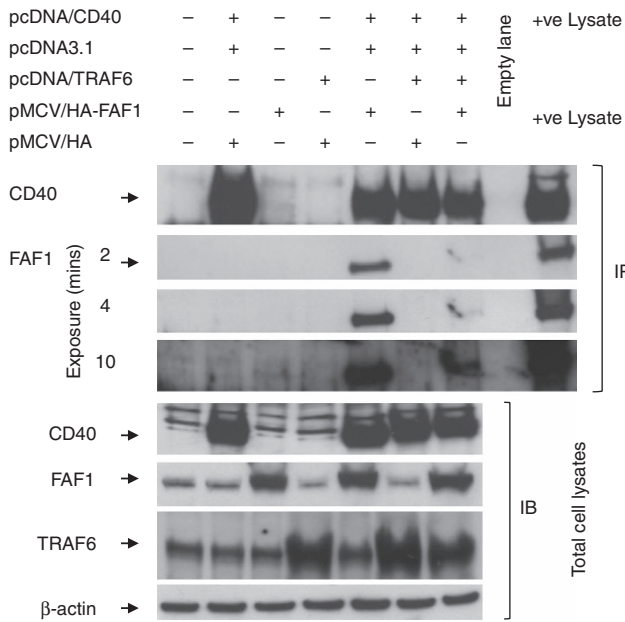 pcDNA/CD40 – + – – + + + +ve Lysate
pcDNA3.1 – + – – + + +
pcDNA/TRAF6 – – – + – + +
Empty lane
pMCV/HA-FAF1 – – + – + – + +ve Lysate
pMCV/HA – + – + – + –
CD40
FAF1 2
4
10
Exposure (mins)
CD40
FAF1
TRAF6
β-actin
IB
Total cell lysates